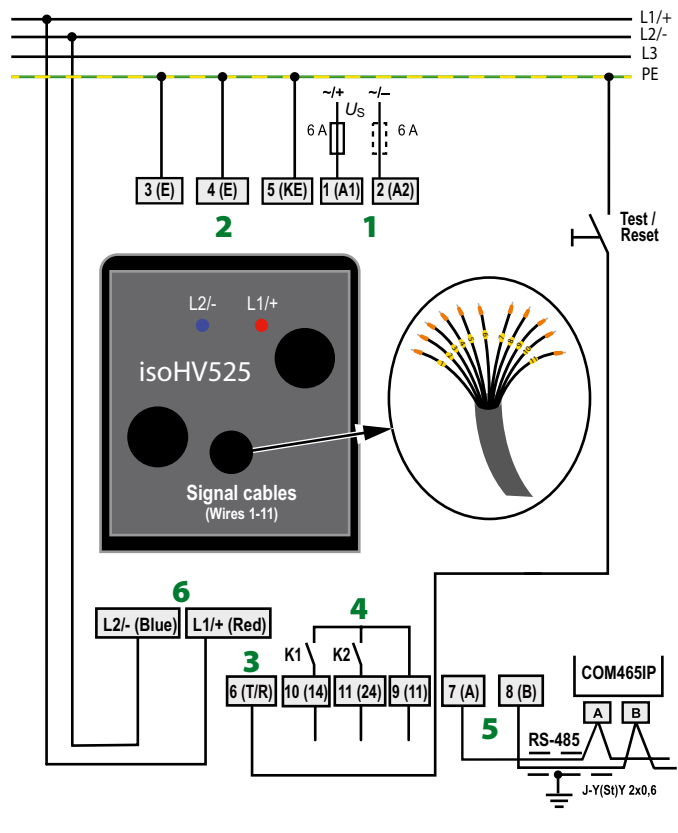 L1/+
L2/-
L3
PE
~/+
~/–
US
6 A
6 A
3 (E)
4 (E)
5 (KE)
1 (A1)
2 (A2)
2
1
Test /
Reset
L2/-
L1/+
isoHV525
Signal cables
(Wires 1-11)
6
L2/- (Blue)
L1/+ (Red)
3
4
K1
K2
6 (T/R)
10 (14)
11 (24)
9 (11)
7 (A)
8 (B)
5
COM465IP
A
B
RS-485
J-Y(St)Y 2x0,6